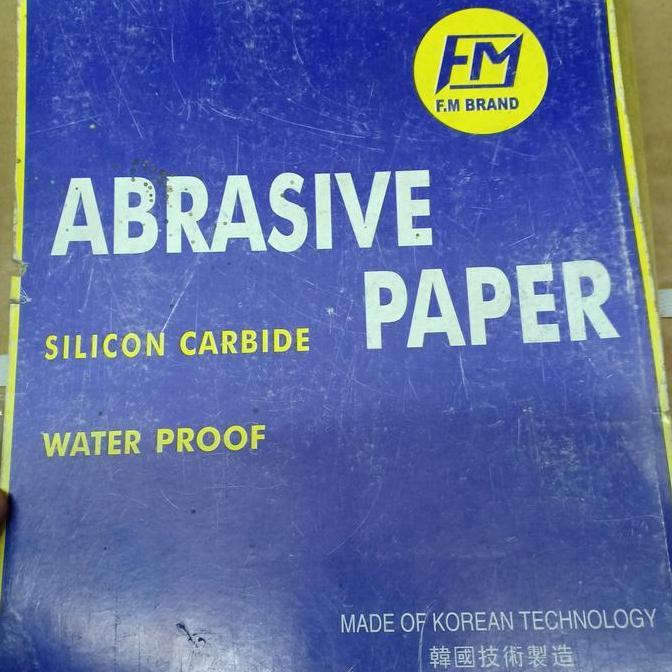 FM
F.M BRAND
ABRASIVE
PAPER
SILICON CARBIDE
WATER PROOF
MADE OF KOREAN TECHNOLOGY
韓國技術製造